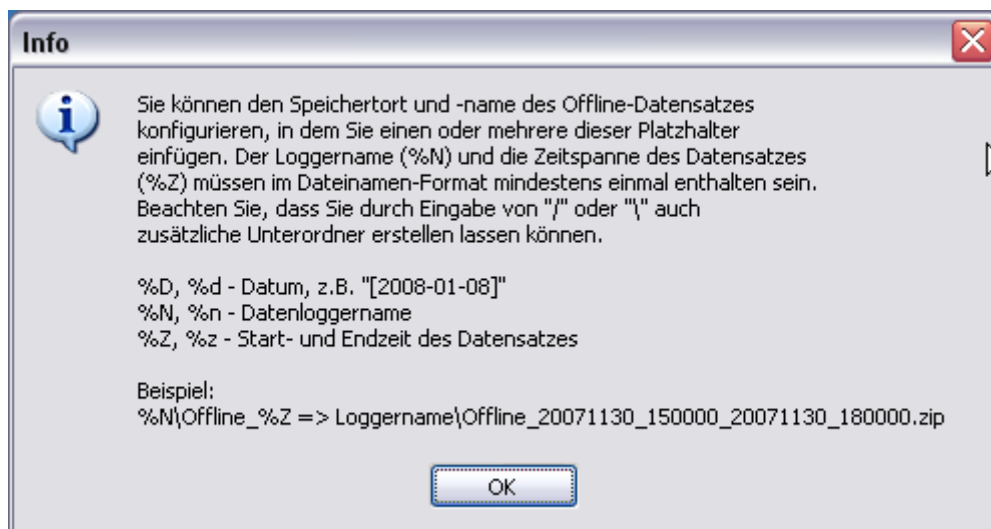 Info
Sie können den Speichertort und -name des Offline-Datensatzes
konfigurieren, in dem Sie einen oder mehrere dieser Platzhalter
einfügen. Der Loggername (%N) und die Zeitspanne des Datensatzes
(%Z) müssen im Dateinamen-Format mindestens einmal enthalten sein.
Beachten Sie, dass Sie durch Eingabe von "/" oder "\" auch
zusätzliche Unterordner erstellen lassen können.
%D, %d - Datum, z.B. "[2008-01-08]"
%N, %n - Datenloggername
%Z, %z - Start- und Endzeit des Datensatzes
Beispiel:
%N\Offline_%Z => Loggername\Offline_20071130_150000_20071130_180000.zip
OK